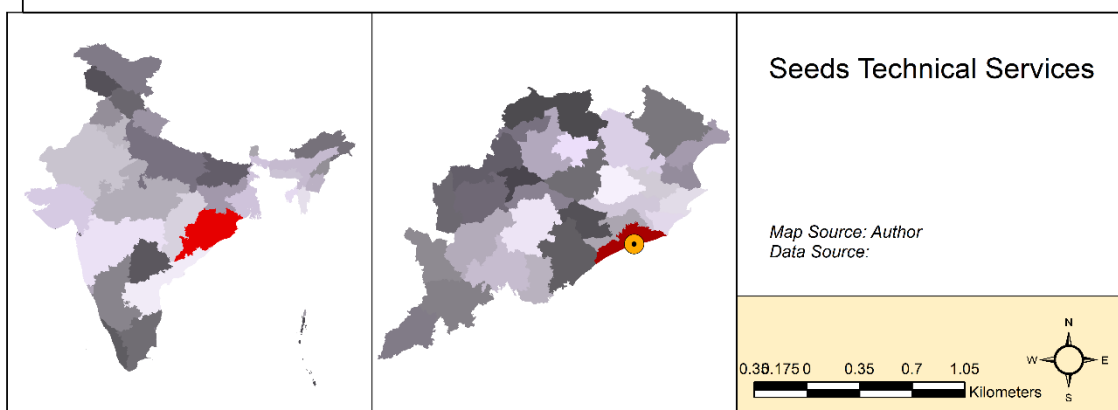 Seeds Technical Services
Map Source: Author
Data Source:
N
W E
S
0.35 0.175 0 0.35 0.7 1.05
Kilometers